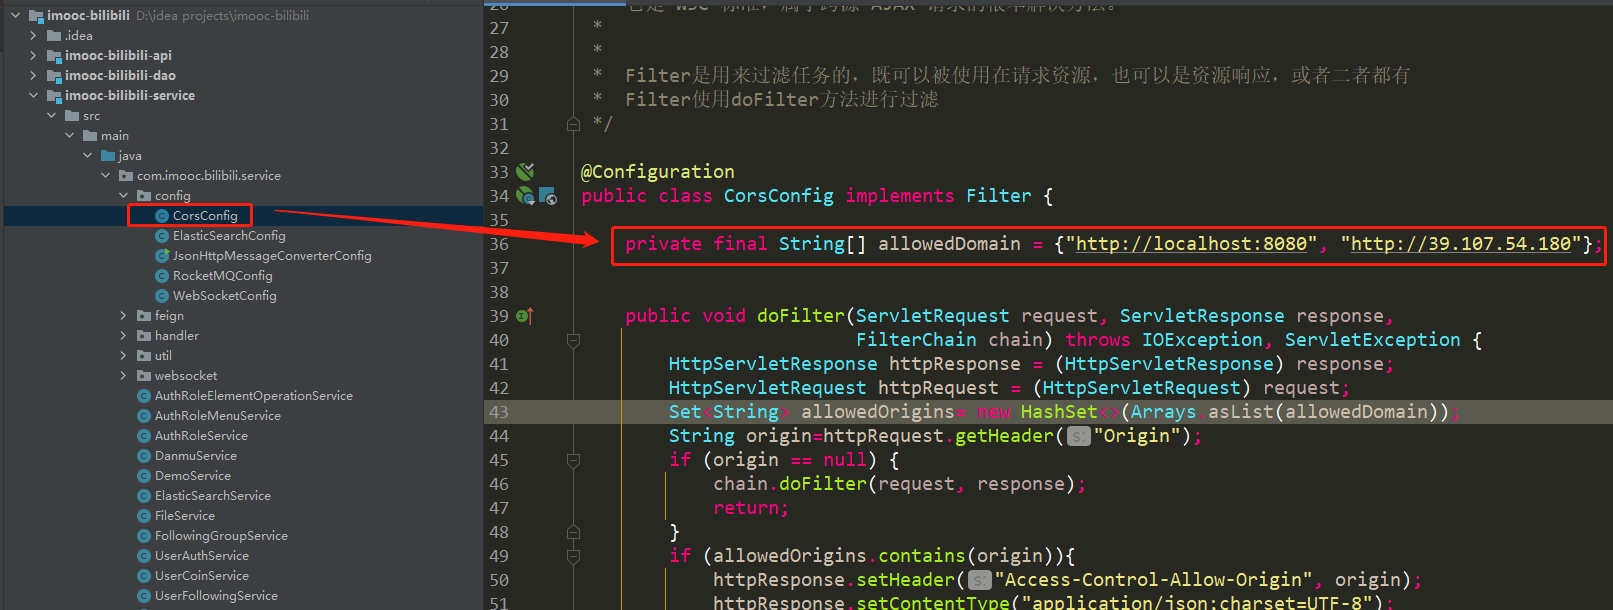 imooc-bilibili D:\idea projects\imooc-bilibili
.idea
imooc-bilibili-api
imooc-bilibili-dao
imooc-bilibili-service
src
main
java
com.imooc.bilibili.service
config
CorsConfig
ElasticSearchConfig
JsonHttpMessageConverterConfig
RocketMQConfig
WebSocketConfig
feign
handler
util
websocket
AuthRoleElementOperationService
AuthRoleMenuService
AuthRoleService
DanmuService
DemoService
ElasticSearchService
FileService
FollowingGroupService
UserAuthService
UserCoinService
UserFollowingService
27 *
28 *
29 * Filter是用来过滤任务的，既可以被使用在请求资源，也可以是资源响应，或者二者都有
30 * Filter使用doFilter方法进行过滤
31 */
32
33 @Configuration
34 public class CorsConfig implements Filter {
35
36 private final String[] allowedDomain = {"http://localhost:8080", "http://39.107.54.180"};
37
38
39 public void doFilter(ServletRequest request, ServletResponse response,
40 FilterChain chain) throws IOException, ServletException {
41 HttpServletResponse httpResponse = (HttpServletResponse) response;
42 HttpServletRequest httpRequest = (HttpServletRequest) request;
43 Set<String> allowedOrigins= new HashSet<>(Arrays.asList(allowedDomain));
44 String origin=httpRequest.getHeader( s: "Origin");
45 if (origin == null) {
46 chain.doFilter(request, response);
47 return;
48 }
49 if (allowedOrigins.contains(origin)){
50 httpResponse.setHeader( s: "Access-Control-Allow-Origin", origin);
51 httpResponse.setContentType("application/json;charset=UTF-8");